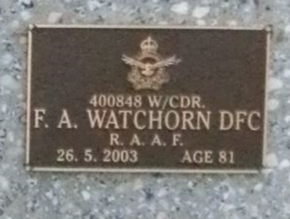 400848 W/CDR.
F. A. WATCHORN DFC
R. A. A. F.
26. 5. 2003 AGE 81